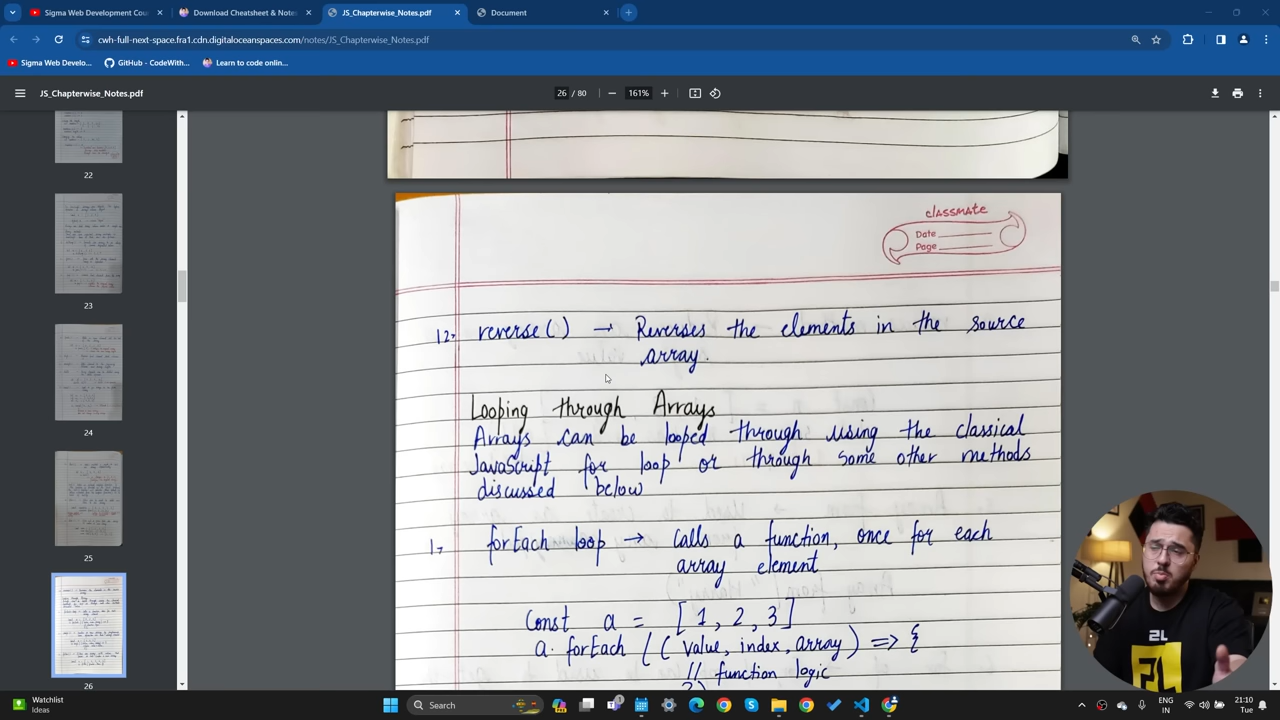 Sigma Web Development Cou
Download Cheatsheet & Notes
JS_Chapterwise_Notes.pdf
Document
cwh-full-next-space.fra1.cdn.digitaloceanspaces.com/notes/JS_Chapterwise_Notes.pdf
Sigma Web Develo...
GitHub - CodeWith...
Learn to code onlin...
JS_Chapterwise_Notes.pdf
26 / 80
161%
22
23
24
25
26
classmate
Date
Page
12. reverse() → Reverses the elements in the source
array.
Looping through Arrays
Arrays can be looped through using the classical
JavaScript for loop or through some other methods
discussed below
1. forEach loop → Calls a function, once for each
array element
Const a = [1, 2, 3]
a. forEach ((value, index, array) => {
// function logic
Watchlist
Ideas
Search
ENG
IN
21:10
Tue